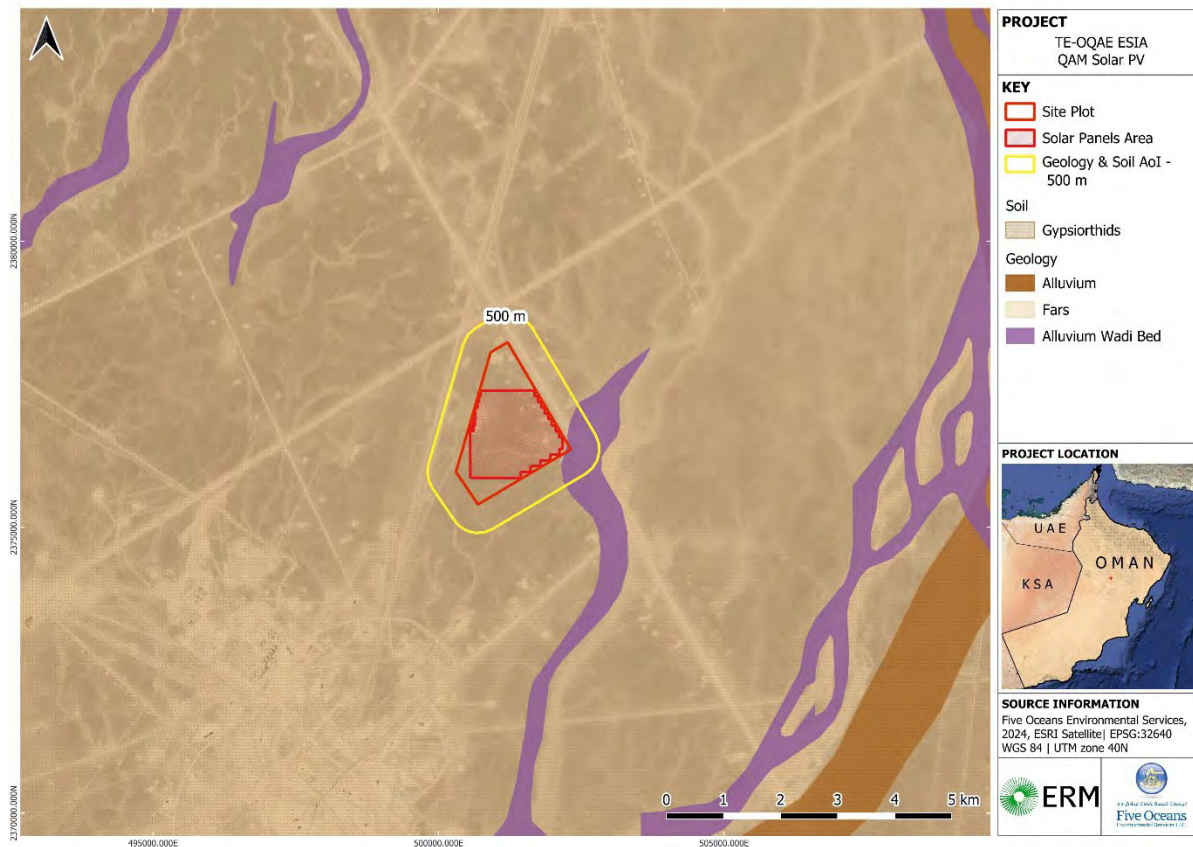 500 m
2380000.000N
2375000.000N
2370000.000N
495000.000E
500000.000E
505000.000E
0 1 2 3 4 5 km
PROJECT
TE-OQAE ESIA
QAM Solar PV
KEY
Site Plot
Solar Panels Area
Geology & Soil AoI -
500 m
Soil
Gypsiorthids
Geology
Alluvium
Fars
Alluvium Wadi Bed
PROJECT LOCATION
UAE
OMAN
KSA
SOURCE INFORMATION
Five Oceans Environmental Services,
2024, ESRI Satellite| EPSG:32640
WGS 84 | UTM zone 40N
ERM
Five Oceans
Environmental Services LLC